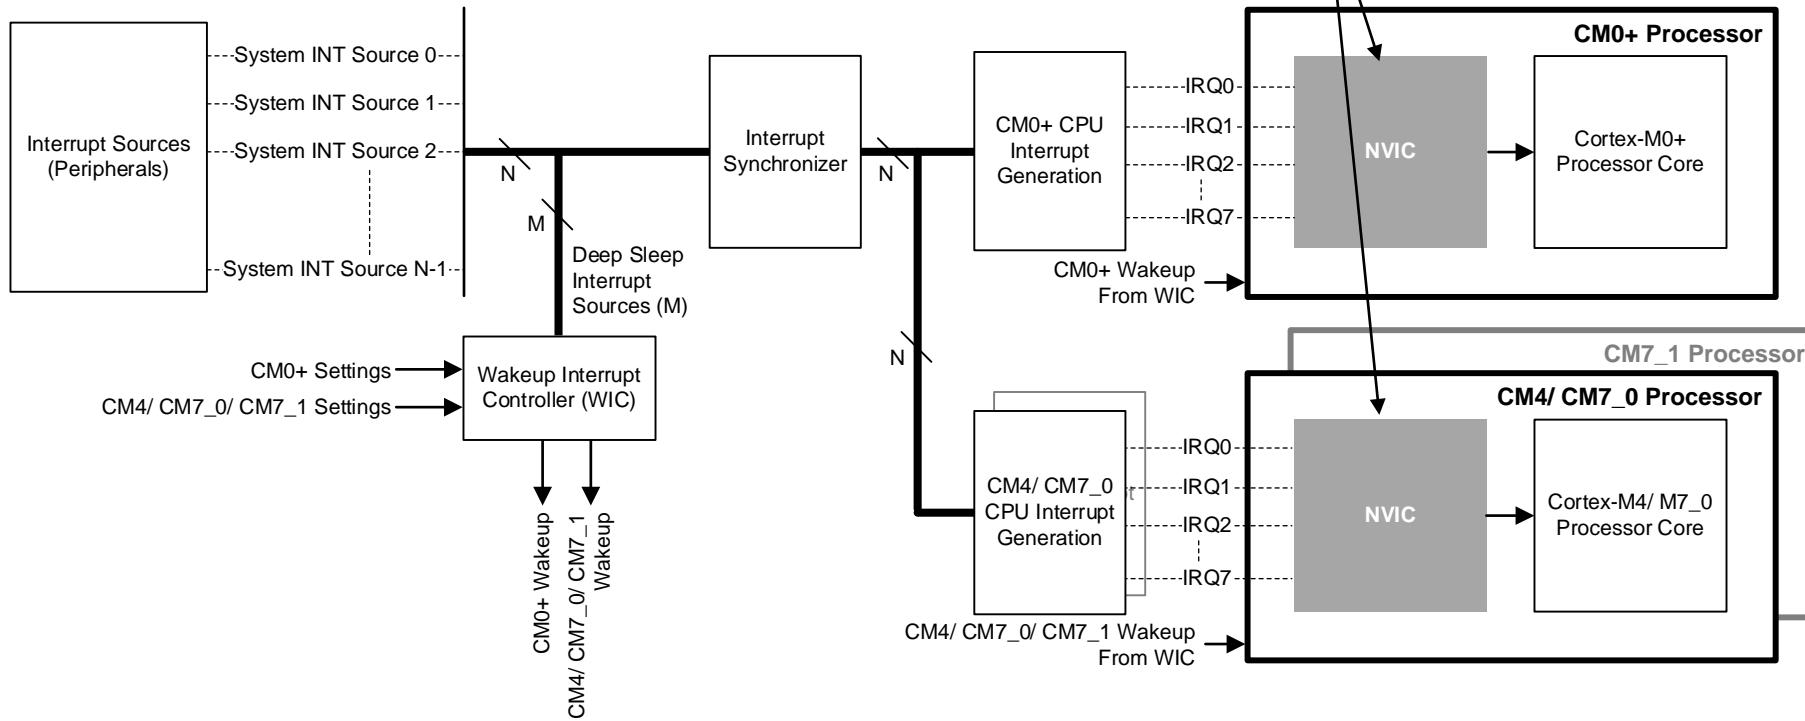 System INT Source 0
System INT Source 1
System INT Source 2
System INT Source N-1
Interrupt Sources
(Peripherals)
N
M
Deep Sleep
Interrupt
Sources (M)
CM0+ Settings
CM4/ CM7_0/ CM7_1 Settings
Wakeup Interrupt
Controller (WIC)
CM0+ Wakeup
CM4/ CM7_0/ CM7_1
Wakeup
Interrupt
Synchronizer
N
N
CM0+ CPU
Interrupt
Generation
IRQ0
IRQ1
IRQ2
IRQ7
CM0+ Wakeup
From WIC
CM0+ Processor
NVIC
Cortex-M0+
Processor Core
CM4/ CM7_0
CPU Interrupt
Generation
IRQ0
IRQ1
IRQ2
IRQ7
CM4/ CM7_0/ CM7_1 Wakeup
From WIC
CM7_1 Processor
CM4/ CM7_0 Processor
NVIC
Cortex-M4/ M7_0
Processor Core